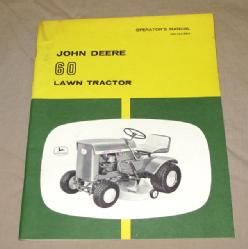 OPERATOR'S MANUAL
JOHN DEERE
60
LAWN TRACTOR